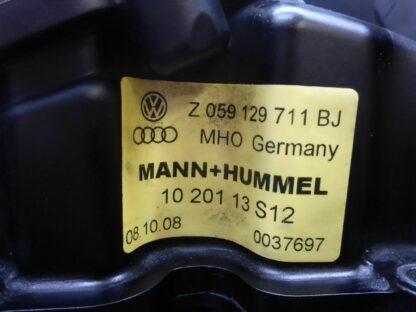 Z 059 129 711 BJ
MHO Germany
MANN+HUMMEL
10 201 13 S12
08.10.08
0037697